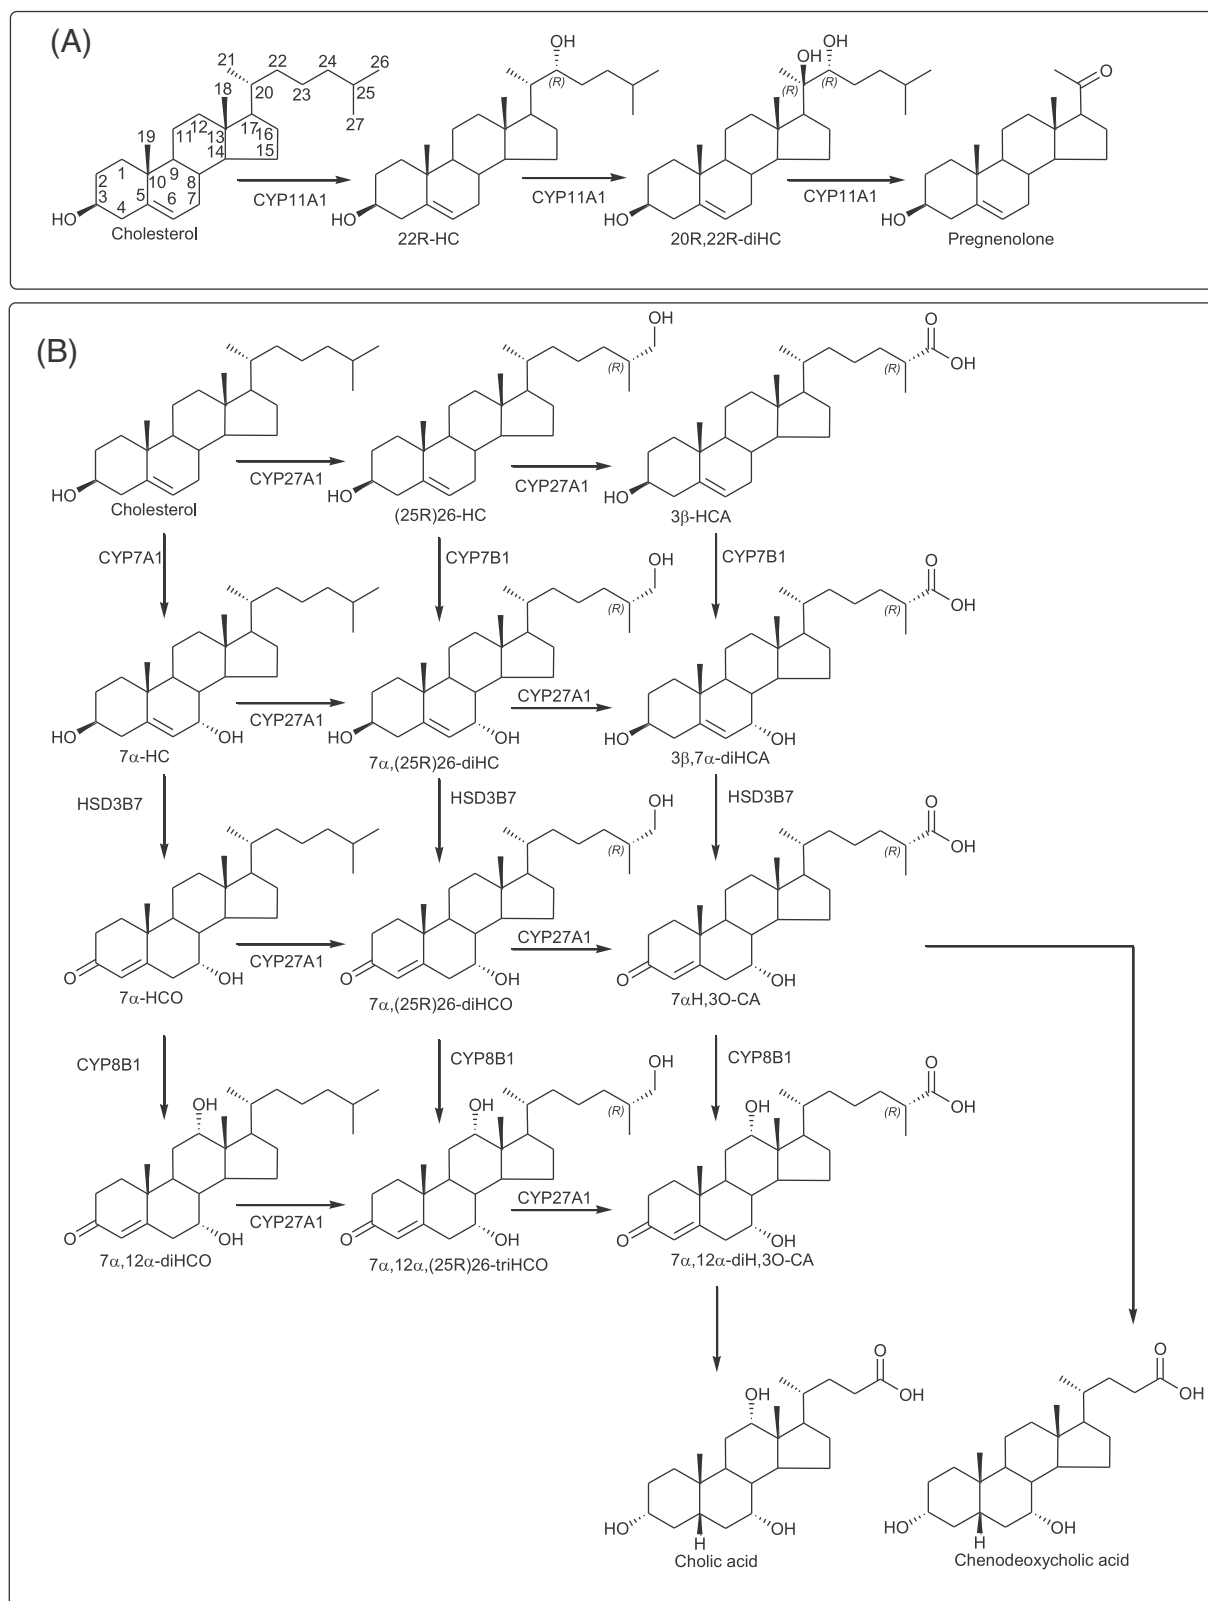 (A)
OH
OH OH
21 22 24 26
20 23 25
18 27
12 17
19 11 13 16
14 15
1 9
2 10 8
3 5 6 7
4
(R)
(R) (R)
O
HO
HO
HO
HO
CYP11A1
CYP11A1
CYP11A1
Cholesterol
22R-HC
20R,22R-diHC
Pregnenolone
(B)
OH
O
OH
(R)
(R)
HO
HO
HO
CYP27A1
CYP27A1
Cholesterol
(25R)26-HC
3β-HCA
CYP7A1
CYP7B1
CYP7B1
OH
O
OH
(R)
(R)
HO
OH
HO
OH
HO
OH
CYP27A1
CYP27A1
7α-HC
7α,(25R)26-diHC
3β,7α-diHCA
HSD3B7
HSD3B7
HSD3B7
OH
O
OH
(R)
(R)
O
OH
O
OH
O
OH
CYP27A1
CYP27A1
7α-HCO
7α,(25R)26-diHCO
7αH,3O-CA
CYP8B1
CYP8B1
CYP8B1
OH
O
OH
(R)
(R)
OH
OH
OH
O
OH
O
OH
O
OH
CYP27A1
CYP27A1
7α,12α-diHCO
7α,12α,(25R)26-triHCO
7α,12α-diH,3O-CA
O
OH
OH
HO
H
OH
Cholic acid
O
OH
HO
H
OH
Chenodeoxycholic acid